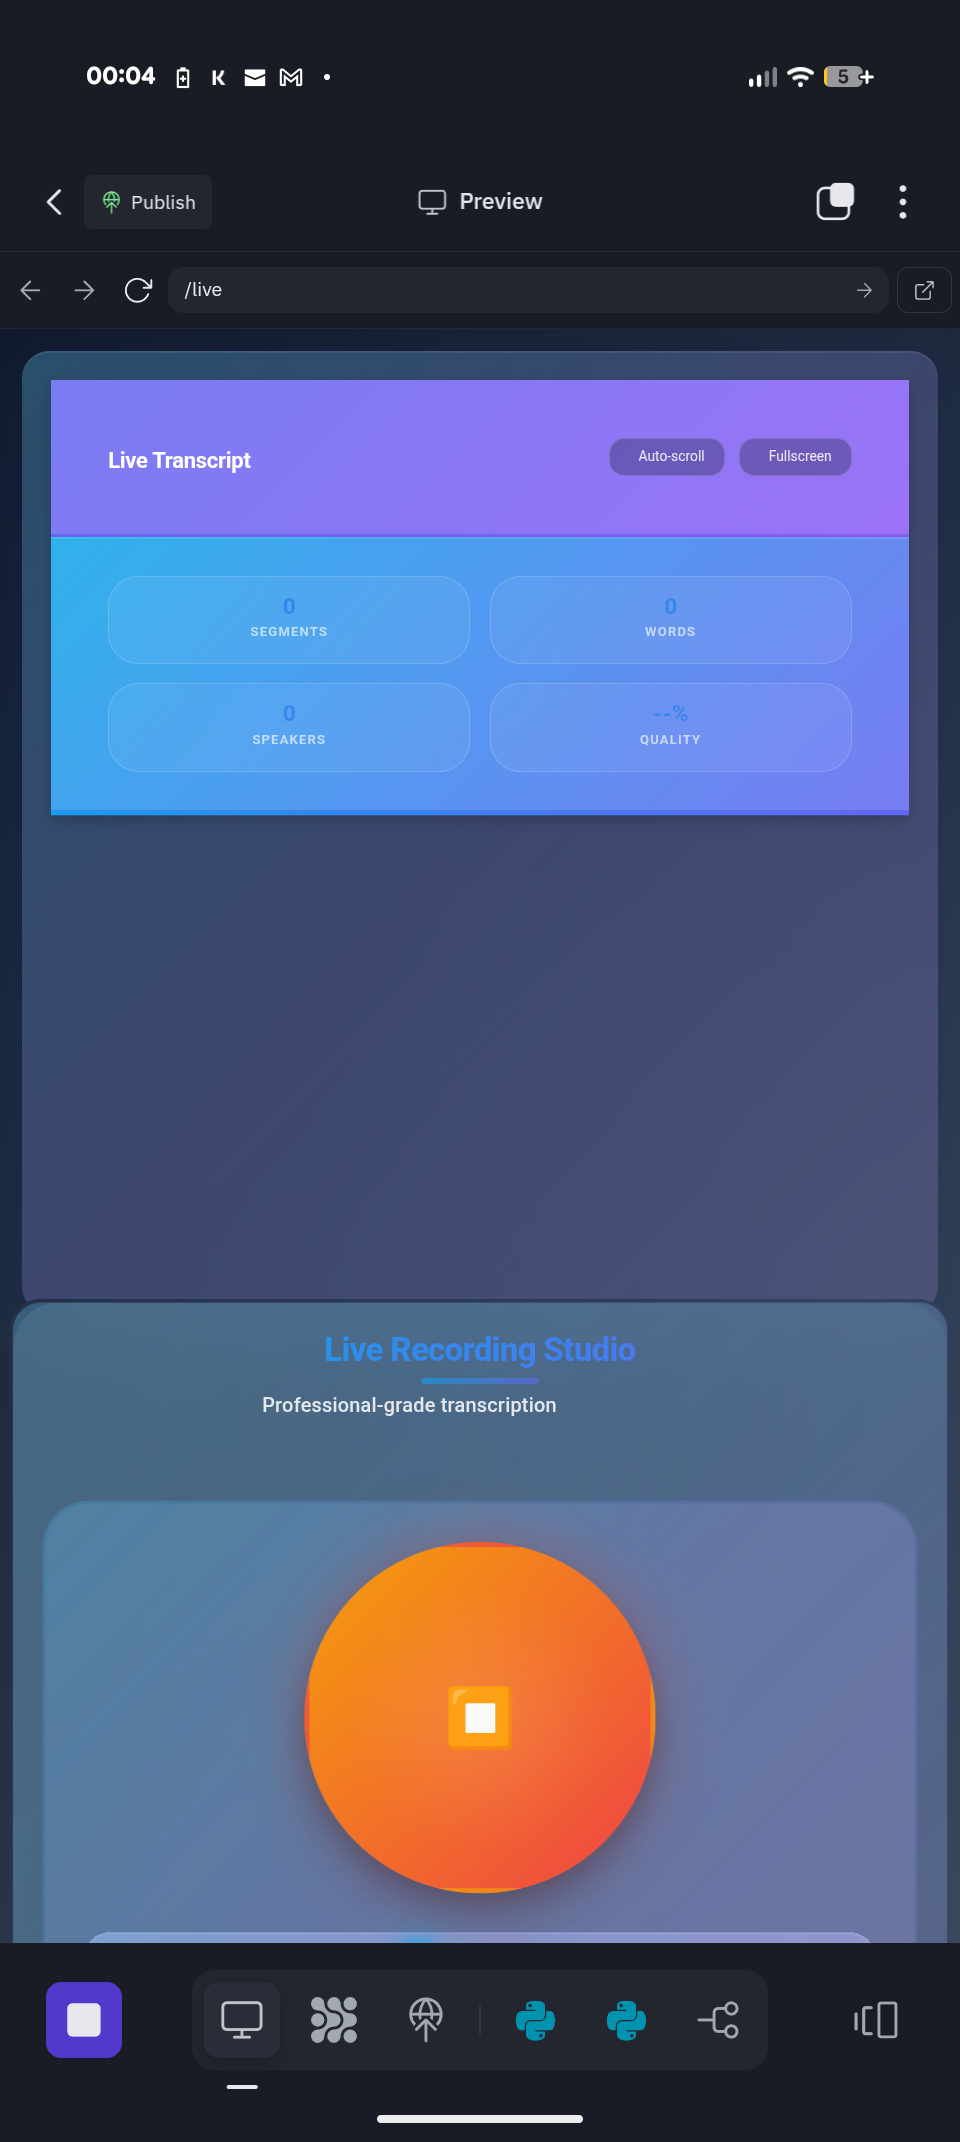 00:04
5
Publish
Preview
/live
Live Transcript
Auto-scroll
Fullscreen
0
SEGMENTS
0
WORDS
0
SPEAKERS
--%
QUALITY
Live Recording Studio
Professional-grade transcription